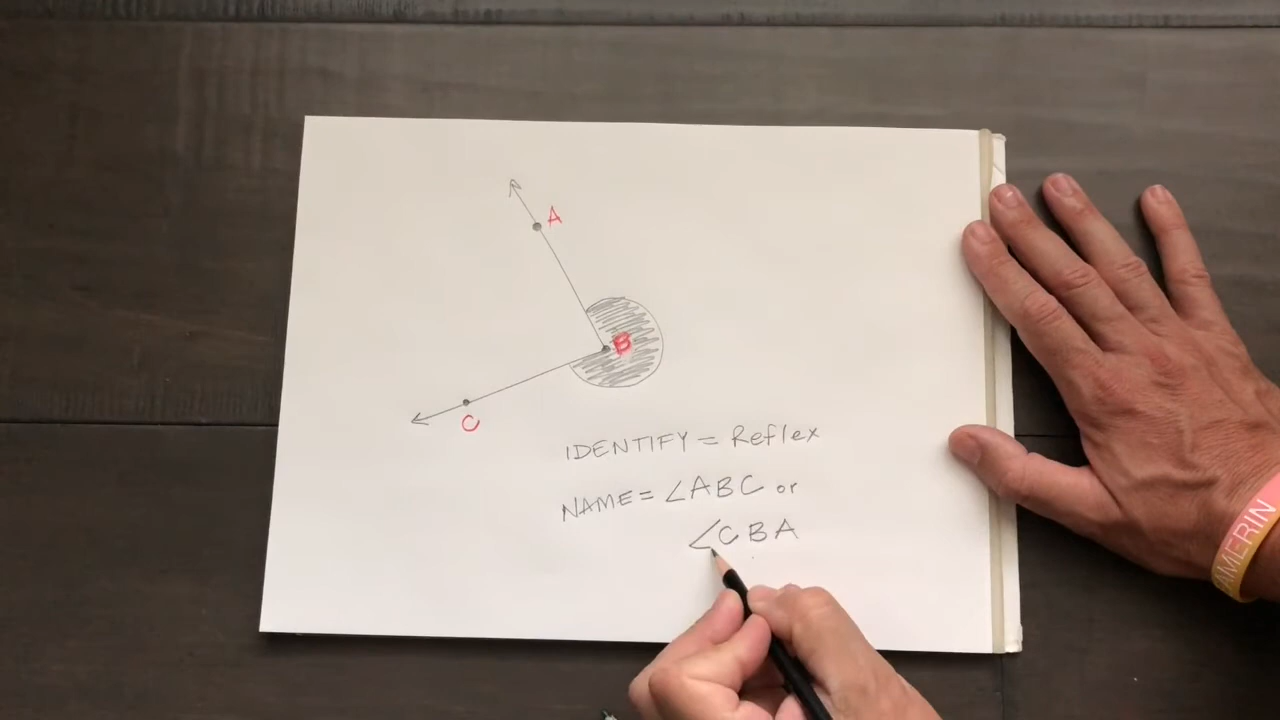 A
B
C
IDENTIFY = Reflex
NAME = ∠ABC or
∠CBA